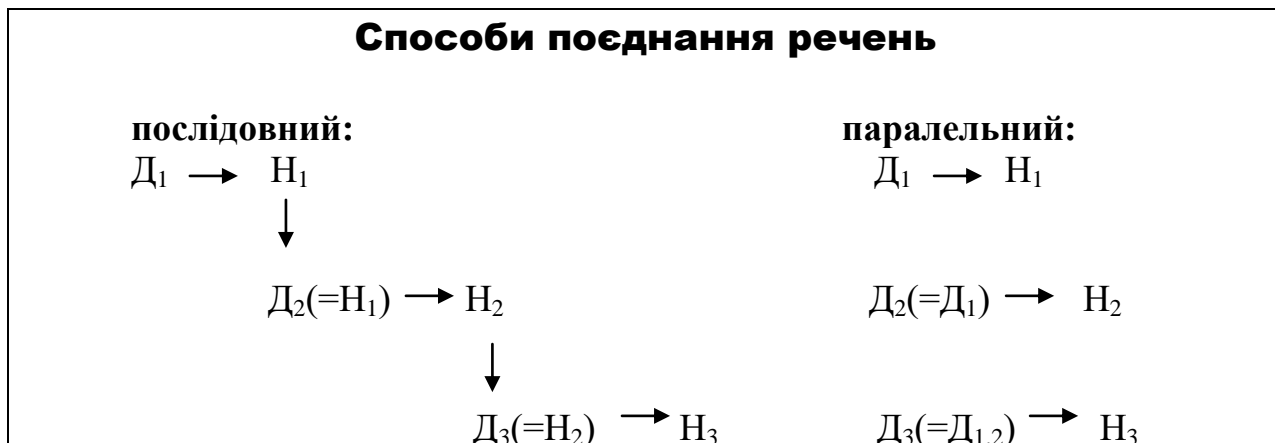 Способи поєднання речень
послідовний: паралельний:
Д₁ → Н₁ Д₁ → Н₁
↓
Д₂(=Н₁) → Н₂ Д₂(=Д₁) → Н₂
↓
Д₃(=Н₂) → Н₃ Д₃(=Д₁,₂) → Н₃